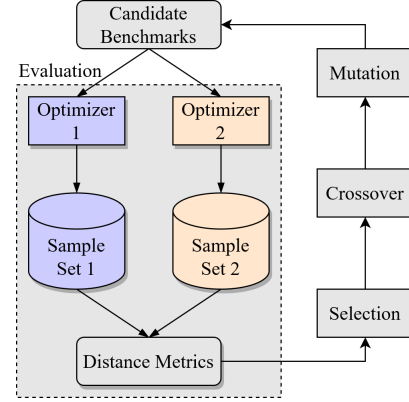 Candidate
Benchmarks
Evaluation
Optimizer
1
Optimizer
2
Sample
Set 1
Sample
Set 2
Distance Metrics
Mutation
Crossover
Selection